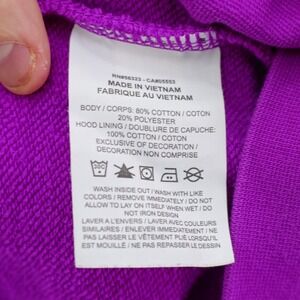 RN#56323 - CA#05553
MADE IN VIETNAM
FABRIQUE AU VIETNAM
BODY / CORPS: 80% COTTON / COTON
20% POLYESTER
HOOD LINING / DOUBLURE DE CAPUCHE:
100% COTTON / COTON
EXCLUSIVE OF DECORATION /
DECORATION NON COMPRISE
WASH INSIDE OUT / WASH WITH LIKE
COLORS / REMOVE IMMEDIATELY / DO NOT
ALLOW TO LAY ON ITSELF WHEN WET / DO
NOT IRON DESIGN
LAVER A L'ENVERS / LAVER AVEC COULEURS
SIMILAIRES / ENLEVER IMMEDIATEMENT / NE
PAS LAISSER LE VÊTEMENT PLIÉ LORSQU'IL
EST MOUILLÉ / NE PAS REPASSER LE DESSIN